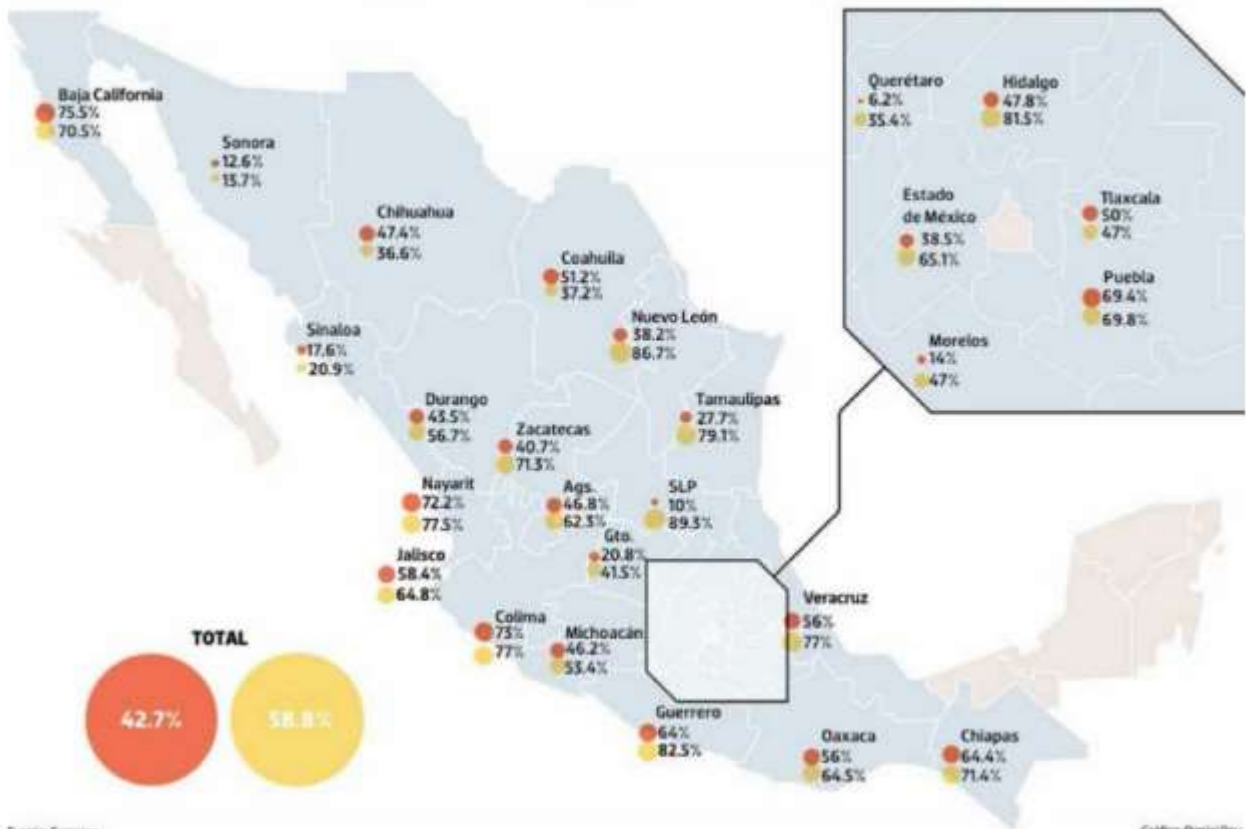 Baja California
75.5%
70.5%
Sonora
12.6%
13.7%
Chihuahua
47.4%
36.6%
Coahuila
51.2%
37.2%
Nuevo León
38.2%
86.7%
Sinaloa
17.6%
20.9%
Durango
43.5%
56.7%
Zacatecas
40.7%
71.3%
Tamaulipas
27.7%
79.1%
Nayarit
72.2%
77.5%
Ags.
46.8%
62.3%
SLP
10%
89.3%
Jalisco
58.4%
64.8%
Gto.
20.8%
41.5%
Colima
73%
77%
Michoacán
46.2%
53.4%
Veracruz
56%
77%
Guerrero
64%
82.5%
Oaxaca
56%
64.5%
Chiapas
64.4%
71.4%
Querétaro
6.2%
35.4%
Hidalgo
47.8%
81.5%
Estado
de México
38.5%
65.1%
Tlaxcala
50%
47%
Puebla
69.4%
69.8%
Morelos
14%
47%
TOTAL
42.7%
58.8%